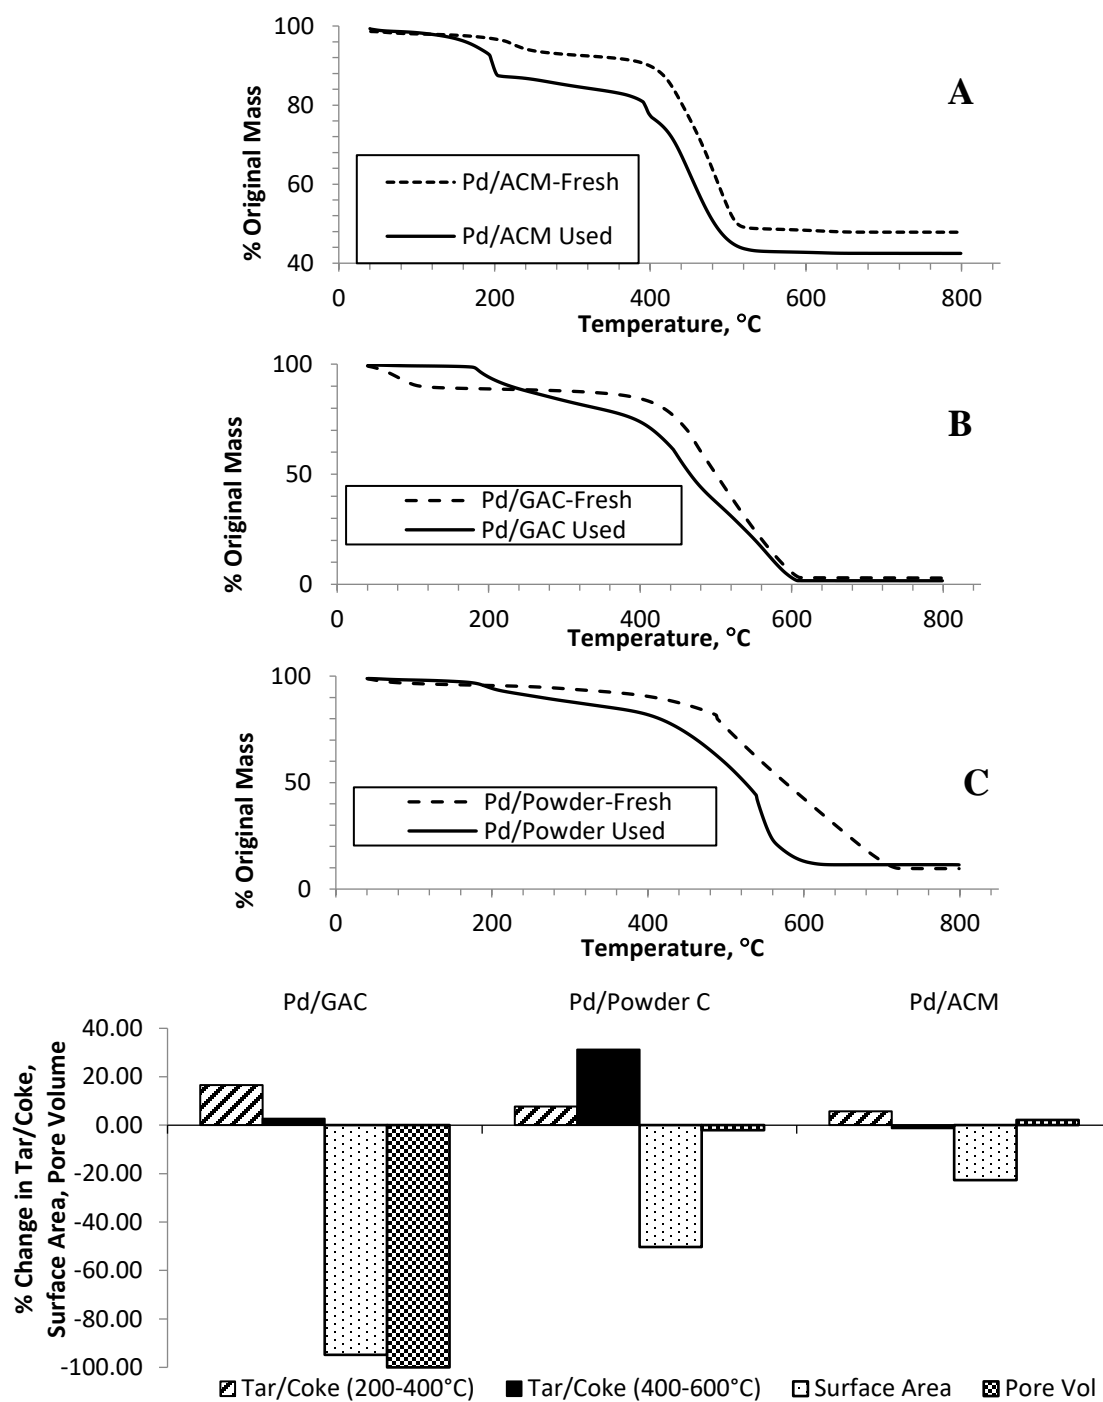 100
80
60
40
% Original Mass
A
Pd/ACM-Fresh
Pd/ACM Used
0
200
400
600
800
Temperature, °C
100
50
0
% Original Mass
B
Pd/GAC-Fresh
Pd/GAC Used
0
200
400
600
800
Temperature, °C
100
50
0
% Original Mass
C
Pd/Powder-Fresh
Pd/Powder Used
0
200
400
600
800
Temperature, °C
Pd/GAC
Pd/Powder C
Pd/ACM
40.00
20.00
0.00
-20.00
-40.00
-60.00
-80.00
-100.00
% Change in Tar/Coke,
Surface Area, Pore Volume
Tar/Coke (200-400°C)
Tar/Coke (400-600°C)
Surface Area
Pore Vol